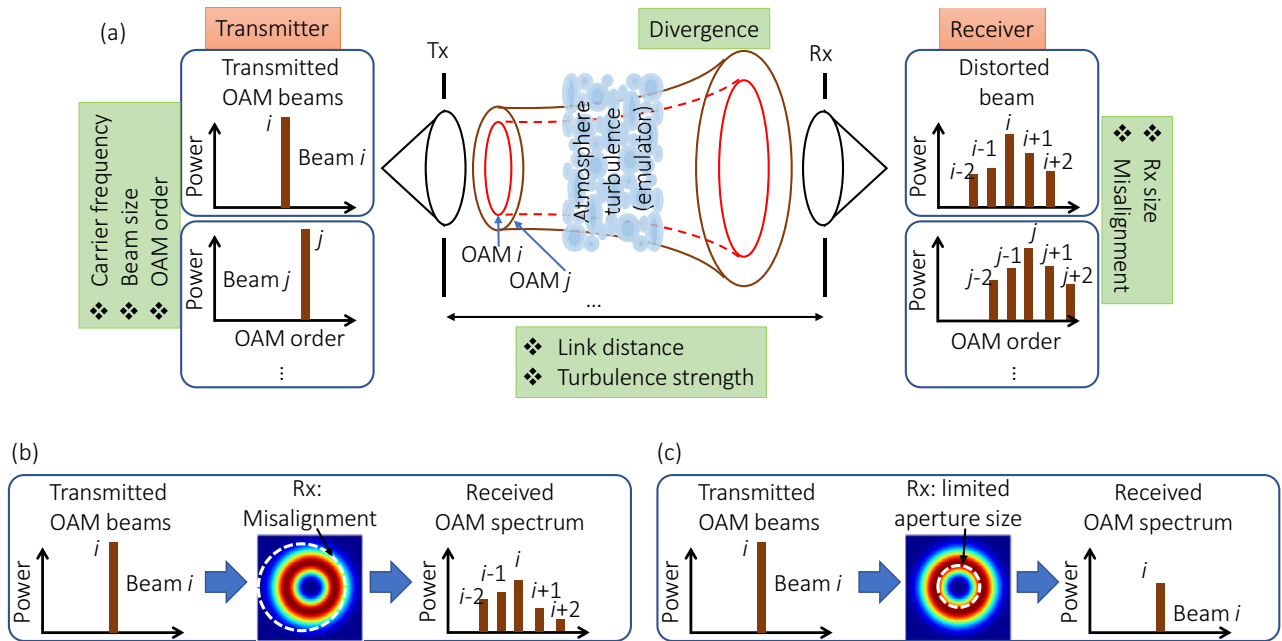 (a)
Transmitter
Transmitted
OAM beams
i
Beam i
Power
j
Beam j
Power
OAM order
...
❖ Carrier frequency
❖ Beam size
❖ OAM order
Tx
Divergence
Rx
Atmosphere
turbulence
(emulator)
OAM i
OAM j
...
❖ Link distance
❖ Turbulence strength
Receiver
Distorted
beam
Power
i-2
i-1
i
i+1
i+2
Power
j-2
j-1
j
j+1
j+2
OAM order
...
❖ Rx size
❖ Misalignment
(b)
Transmitted
OAM beams
i
Beam i
Power
Rx:
Misalignment
Received
OAM spectrum
Power
i-2
i-1
i
i+1
i+2
(c)
Transmitted
OAM beams
i
Beam i
Power
Rx: limited
aperture size
Received
OAM spectrum
Power
i
Beam i